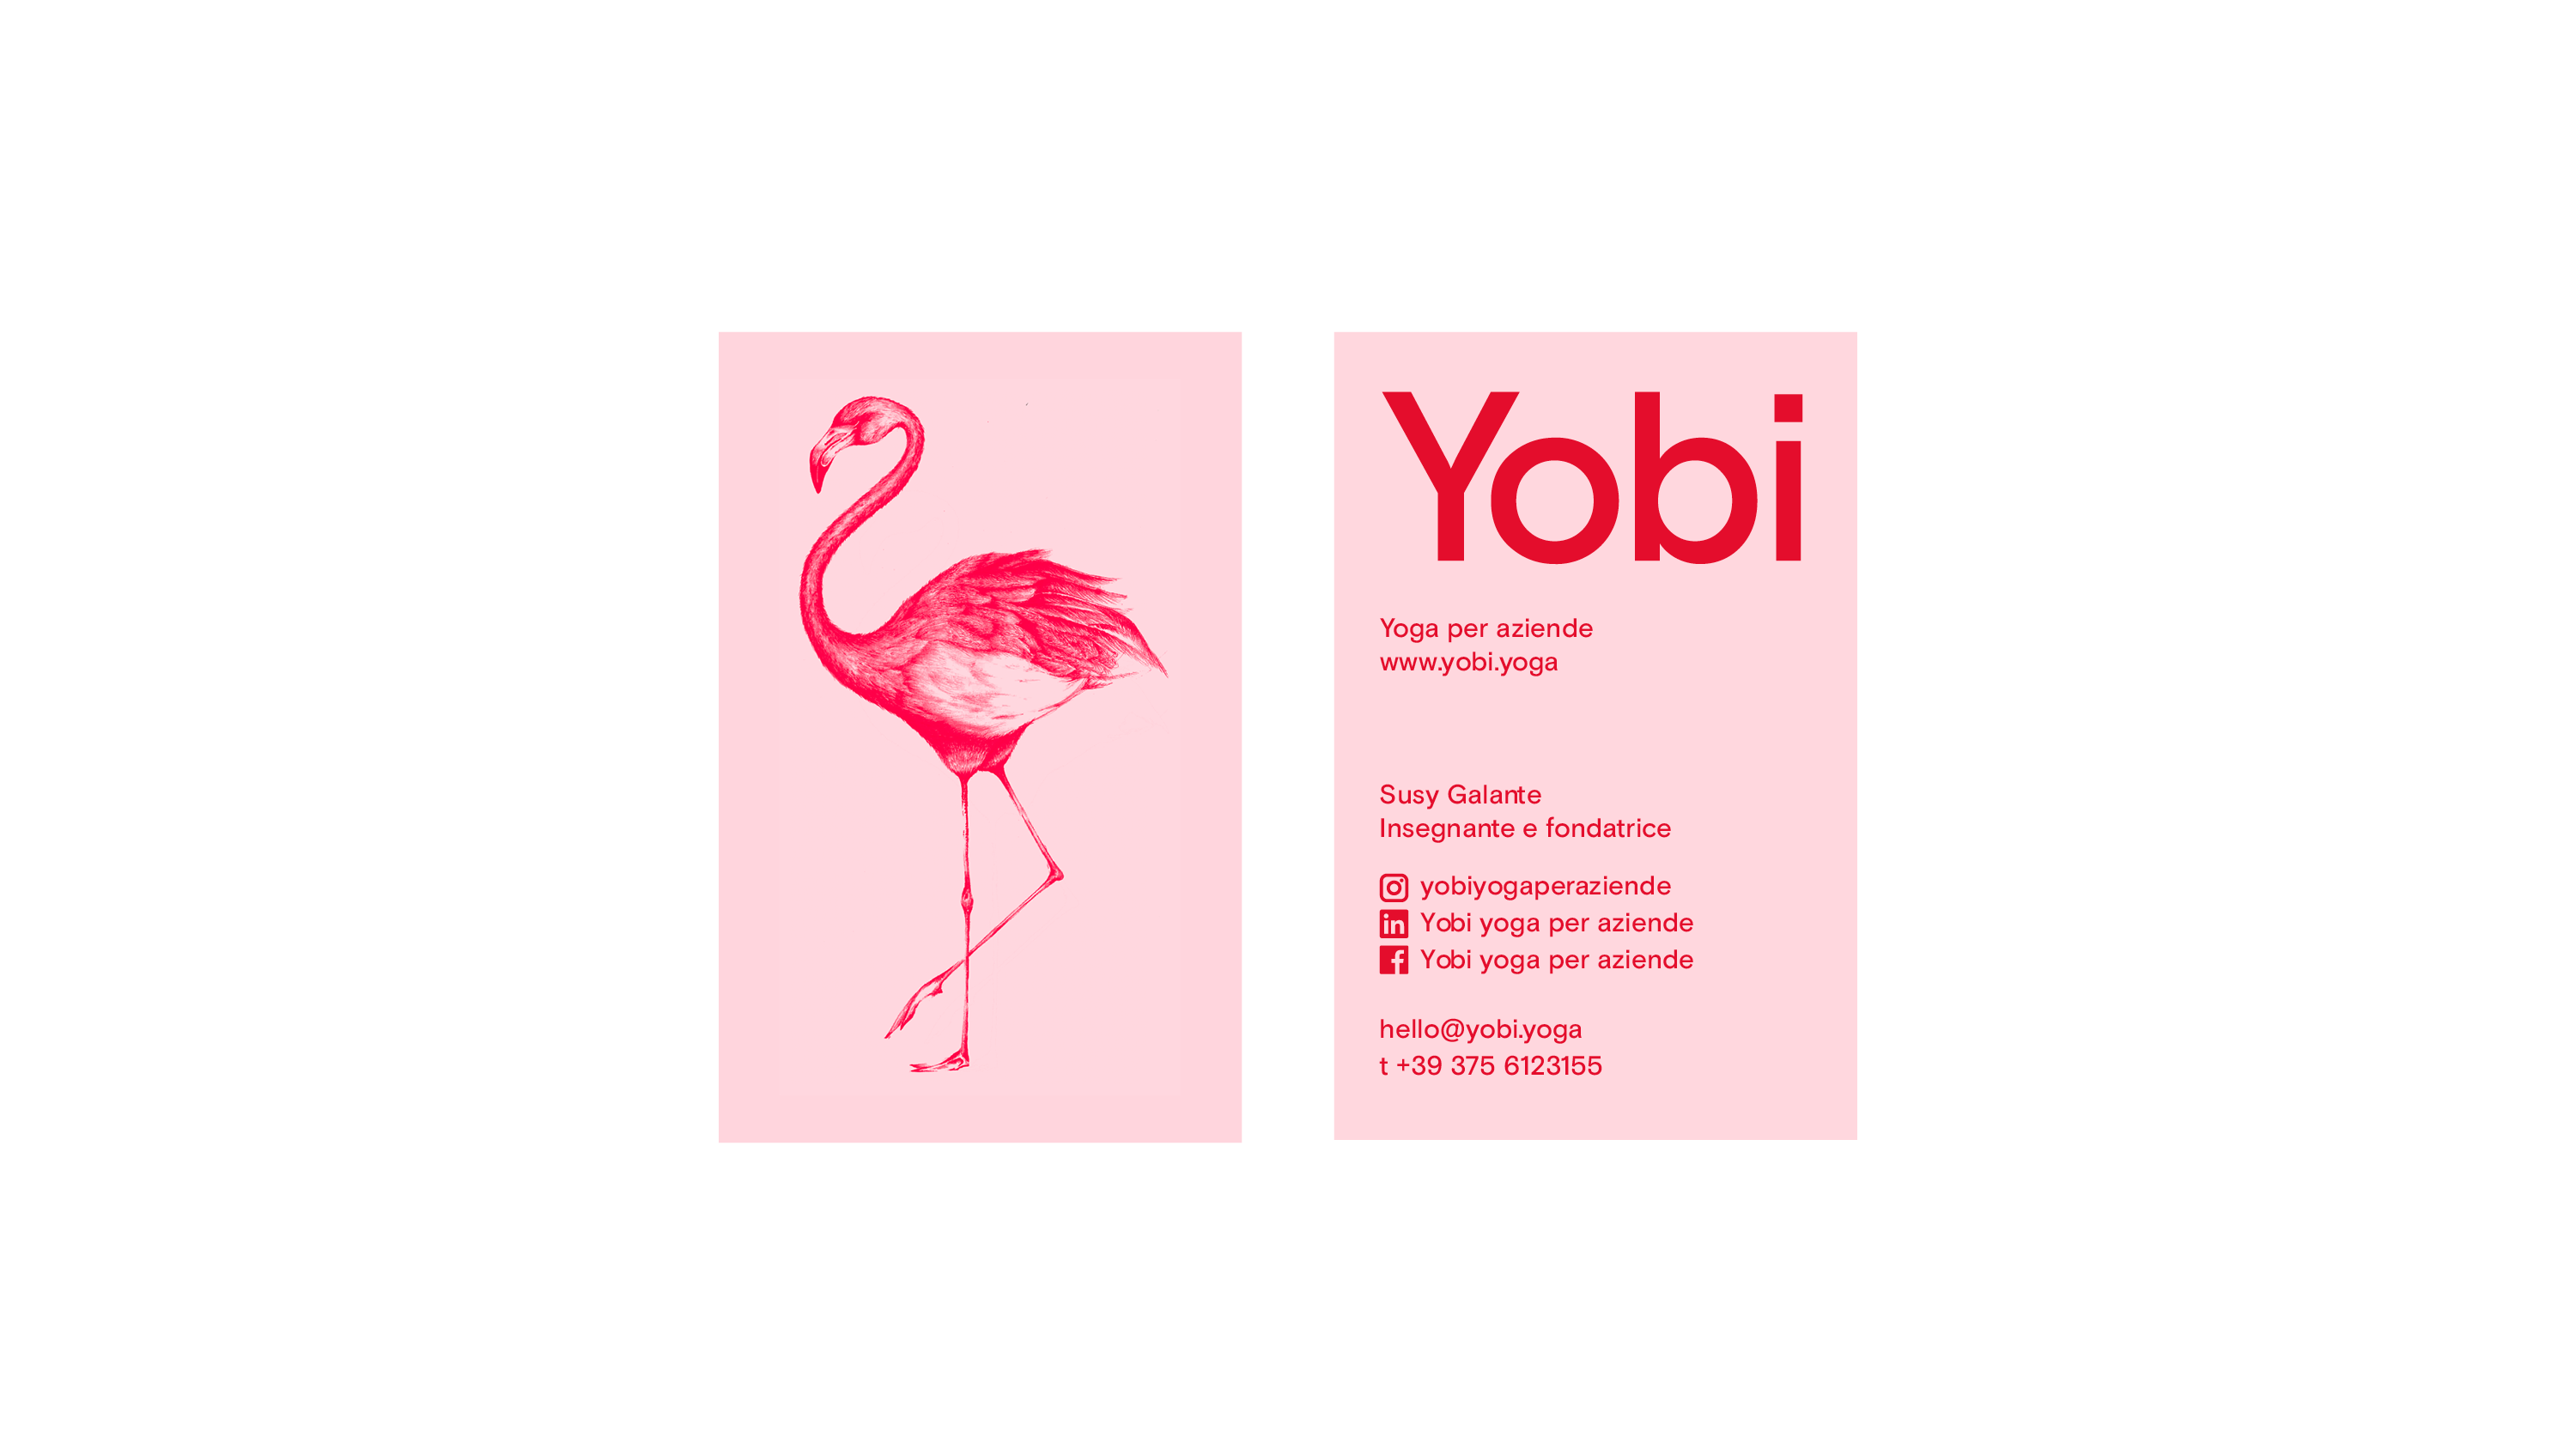 Yobi
Yoga per aziende
www.yobi.yoga
Susy Galante
Insegnante e fondatrice
yobiyogaperaziende
in Yobi yoga per aziende
f Yobi yoga per aziende
hello@yobi.yoga
t +39 375 6123155